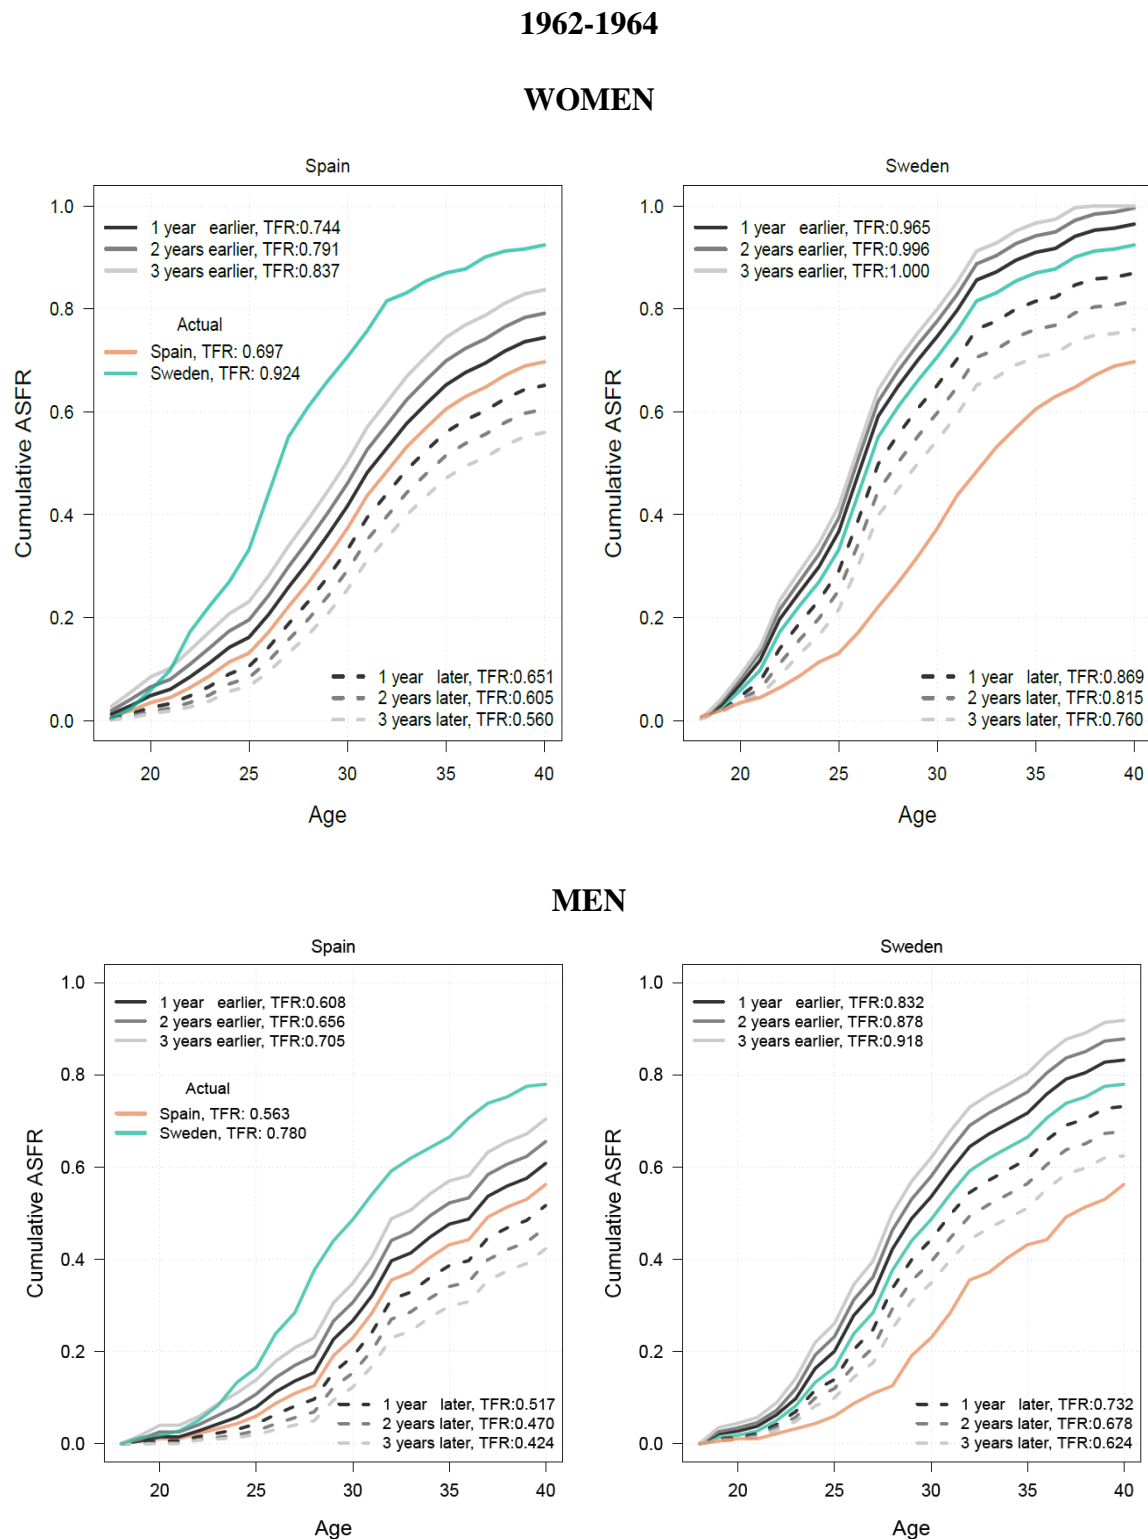 1962-1964
WOMEN
Spain
Sweden
1.0
0.8
0.6
0.4
0.2
0.0
Cumulative ASFR
1 year earlier, TFR:0.744
2 years earlier, TFR:0.791
3 years earlier, TFR:0.837
Actual
Spain, TFR: 0.697
Sweden, TFR: 0.924
1 year later, TFR:0.651
2 years later, TFR:0.605
3 years later, TFR:0.560
20 25 30 35 40
Age
1.0
0.8
0.6
0.4
0.2
0.0
Cumulative ASFR
1 year earlier, TFR:0.965
2 years earlier, TFR:0.996
3 years earlier, TFR:1.000
1 year later, TFR:0.869
2 years later, TFR:0.815
3 years later, TFR:0.760
20 25 30 35 40
Age
MEN
Spain
Sweden
1.0
0.8
0.6
0.4
0.2
0.0
Cumulative ASFR
1 year earlier, TFR:0.608
2 years earlier, TFR:0.656
3 years earlier, TFR:0.705
Actual
Spain, TFR: 0.563
Sweden, TFR: 0.780
1 year later, TFR:0.517
2 years later, TFR:0.470
3 years later, TFR:0.424
20 25 30 35 40
Age
1.0
0.8
0.6
0.4
0.2
0.0
Cumulative ASFR
1 year earlier, TFR:0.832
2 years earlier, TFR:0.878
3 years earlier, TFR:0.918
1 year later, TFR:0.732
2 years later, TFR:0.678
3 years later, TFR:0.624
20 25 30 35 40
Age